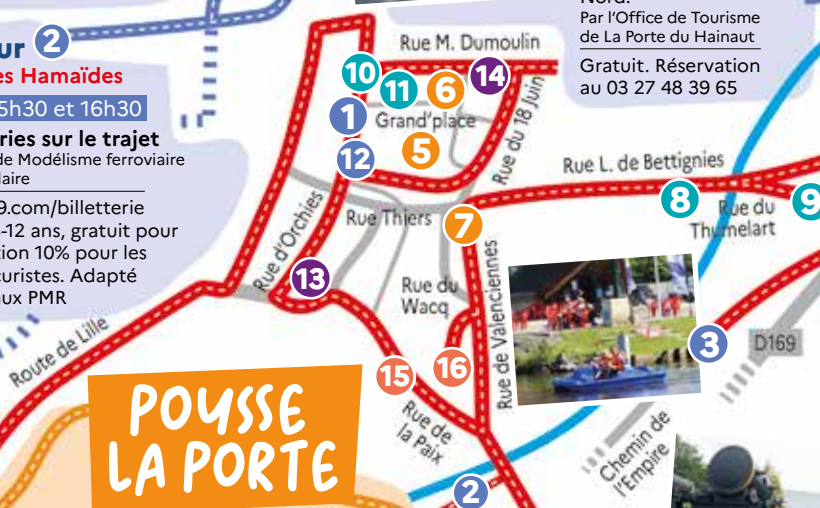 Nord.
Par l'Office de Tourisme
de La Porte du Hainaut
Gratuit. Réservation
au 03 27 48 39 65
2
es Hamaïdes
5h30 et 16h30
ries sur le trajet
de Modélisme ferroviaire
laire
9.com/billetterie
-12 ans, gratuit pour
tion 10% pour les
curistes. Adapté
aux PMR
Rue M. Dumoulin
10
11
6
14
1
Grand'place
5
12
Rue du 18 Juin
Rue L. de Bettignies
8
9
Rue du
Thumelart
Rue Thiers
7
Rue d'Orchies
13
Rue du
Wacq
Rue de Valenciennes
3
D169
Route de Lille
15
16
Rue de
la Paix
Chemin de
l'Empire
POUSSE
LA PORTE
2